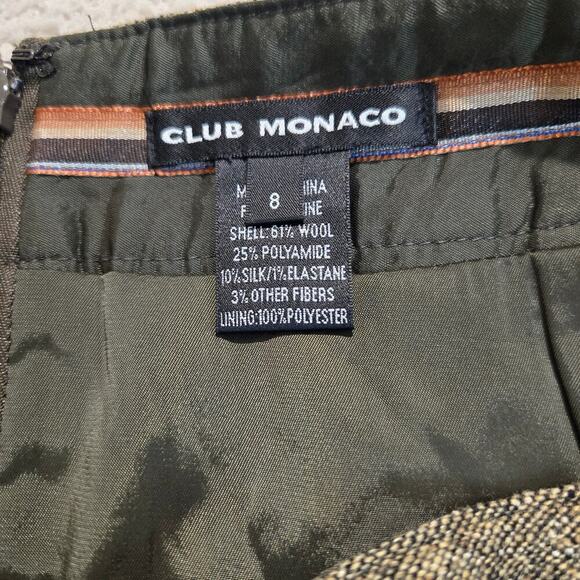 CLUB MONACO
8
SHELL: 61% WOOL
25% POLYAMIDE
10% SILK/1% ELASTANE
3% OTHER FIBERS
LINING:100% POLYESTER